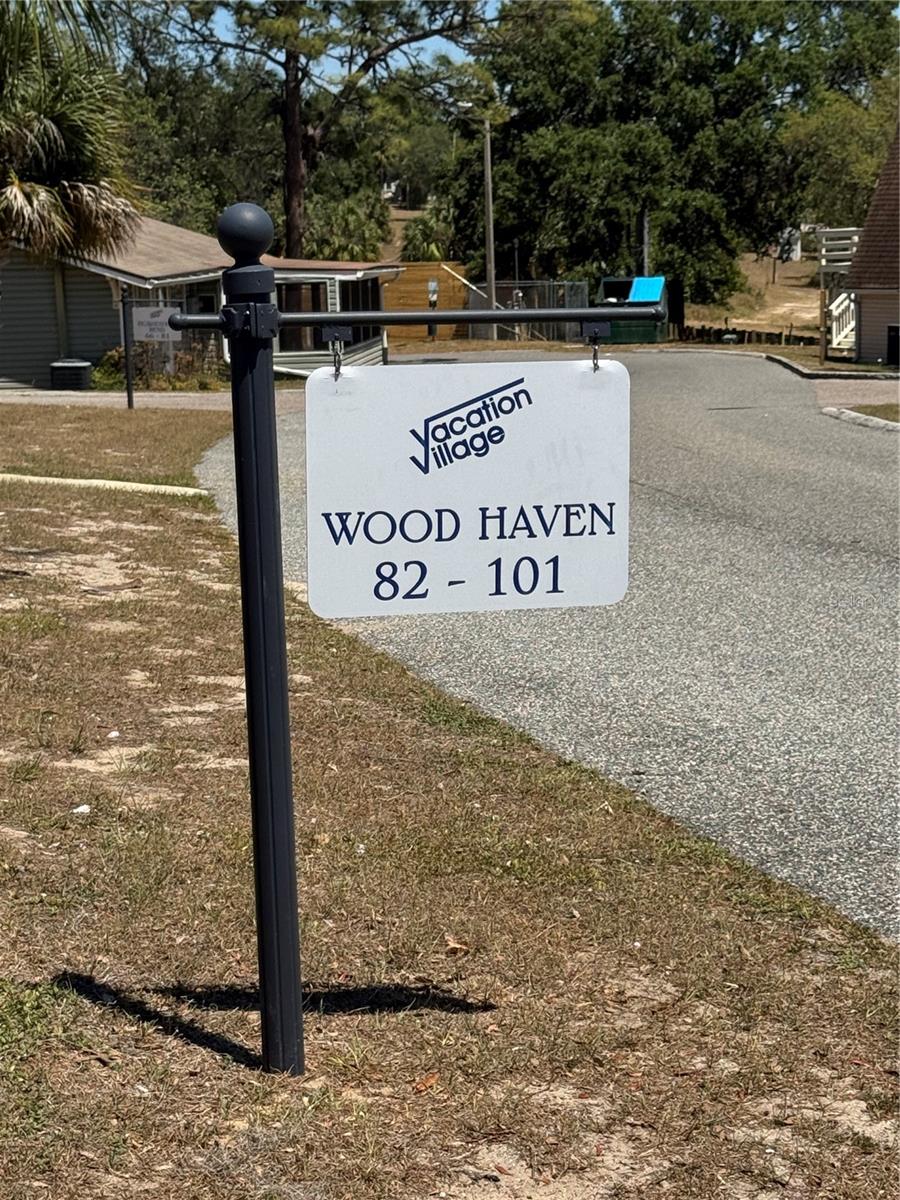 Vacation
Village
WOOD HAVEN
82 - 101